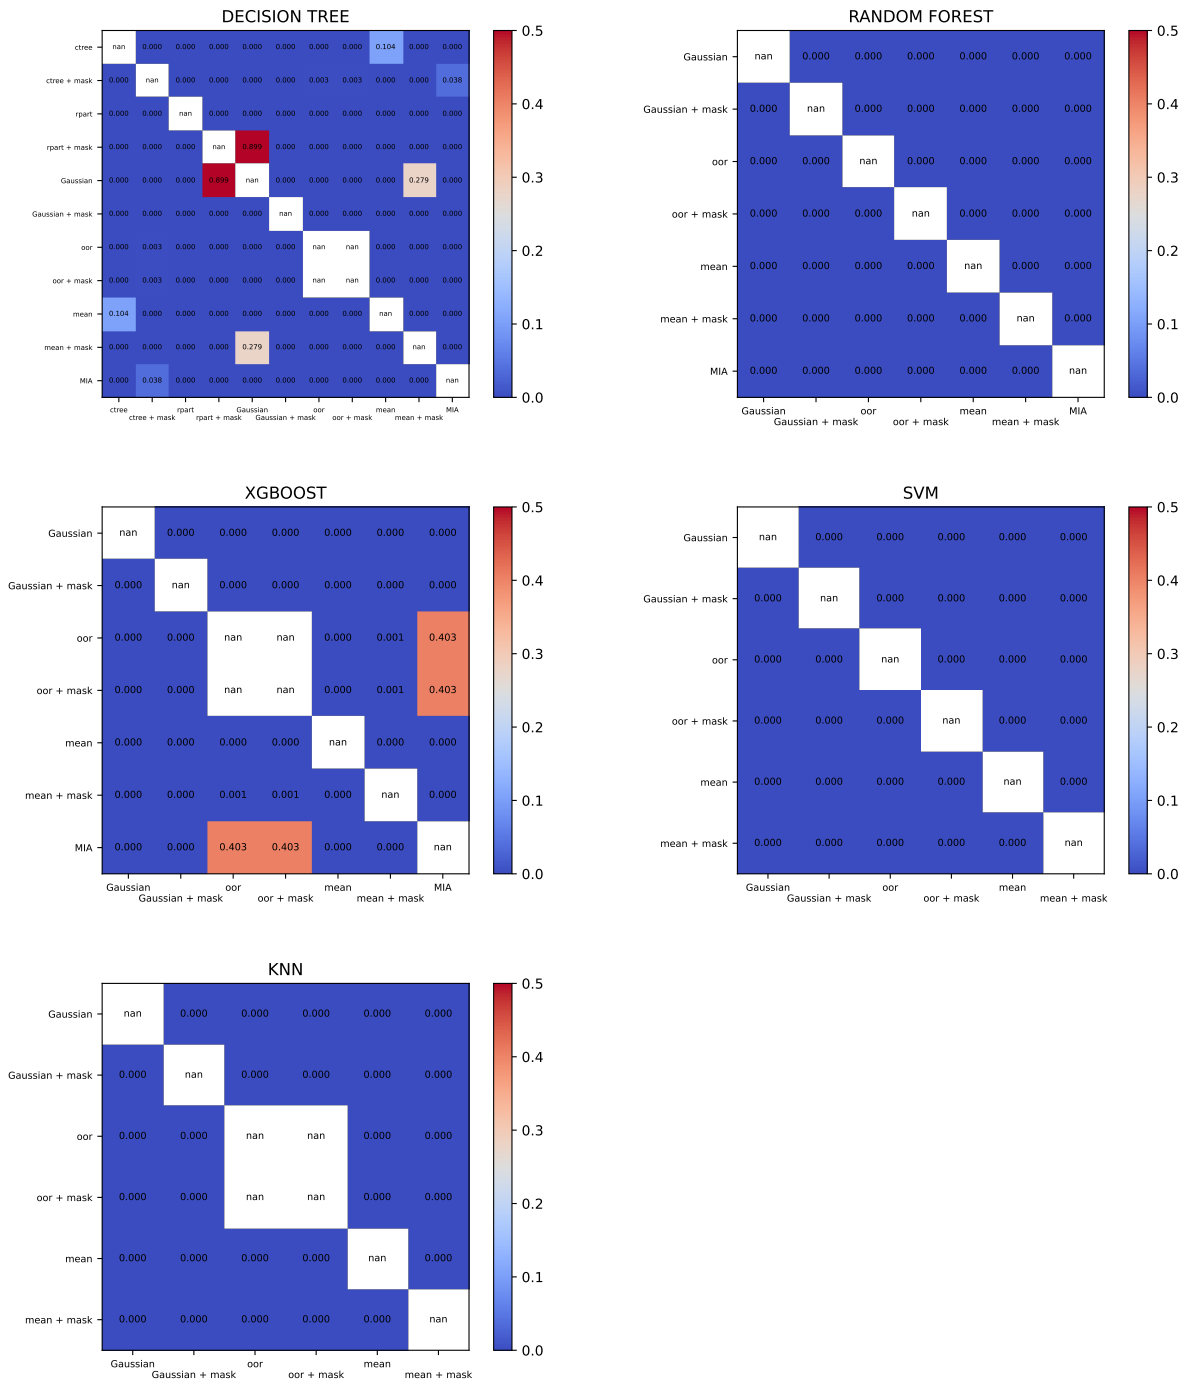 DECISION TREE
ctree nan 0.000 0.000 0.000 0.000 0.000 0.000 0.000 0.104 0.000 0.000
ctree + mask 0.000 nan 0.000 0.000 0.000 0.000 0.003 0.003 0.000 0.000 0.038
rpart 0.000 0.000 nan 0.000 0.000 0.000 0.000 0.000 0.000 0.000 0.000
rpart + mask 0.000 0.000 0.000 nan 0.899 0.000 0.000 0.000 0.000 0.000 0.000
Gaussian 0.000 0.000 0.000 0.899 nan 0.000 0.000 0.000 0.000 0.279 0.000
Gaussian + mask 0.000 0.000 0.000 0.000 0.000 nan 0.000 0.000 0.000 0.000 0.000
oor 0.000 0.003 0.000 0.000 0.000 0.000 nan nan 0.000 0.000 0.000
oor + mask 0.000 0.003 0.000 0.000 0.000 0.000 nan nan 0.000 0.000 0.000
mean 0.104 0.000 0.000 0.000 0.000 0.000 0.000 0.000 nan 0.000 0.000
mean + mask 0.000 0.000 0.000 0.000 0.279 0.000 0.000 0.000 0.000 nan 0.000
MIA 0.000 0.038 0.000 0.000 0.000 0.000 0.000 0.000 0.000 0.000 nan
ctree rpart Gaussian oor mean MIA
ctree + mask rpart + mask Gaussian + mask oor + mask mean + mask
0.5
0.4
0.3
0.2
0.1
0.0
RANDOM FOREST
Gaussian nan 0.000 0.000 0.000 0.000 0.000 0.000
Gaussian + mask 0.000 nan 0.000 0.000 0.000 0.000 0.000
oor 0.000 0.000 nan 0.000 0.000 0.000 0.000
oor + mask 0.000 0.000 0.000 nan 0.000 0.000 0.000
mean 0.000 0.000 0.000 0.000 nan 0.000 0.000
mean + mask 0.000 0.000 0.000 0.000 0.000 nan 0.000
MIA 0.000 0.000 0.000 0.000 0.000 0.000 nan
Gaussian oor mean MIA
Gaussian + mask oor + mask mean + mask
0.5
0.4
0.3
0.2
0.1
0.0
XGBOOST
Gaussian nan 0.000 0.000 0.000 0.000 0.000 0.000
Gaussian + mask 0.000 nan 0.000 0.000 0.000 0.000 0.000
oor 0.000 0.000 nan nan 0.000 0.001 0.403
oor + mask 0.000 0.000 nan nan 0.000 0.001 0.403
mean 0.000 0.000 0.000 0.000 nan 0.000 0.000
mean + mask 0.000 0.000 0.001 0.001 0.000 nan 0.000
MIA 0.000 0.000 0.403 0.403 0.000 0.000 nan
Gaussian oor mean MIA
Gaussian + mask oor + mask mean + mask
0.5
0.4
0.3
0.2
0.1
0.0
SVM
Gaussian nan 0.000 0.000 0.000 0.000 0.000
Gaussian + mask 0.000 nan 0.000 0.000 0.000 0.000
oor 0.000 0.000 nan 0.000 0.000 0.000
oor + mask 0.000 0.000 0.000 nan 0.000 0.000
mean 0.000 0.000 0.000 0.000 nan 0.000
mean + mask 0.000 0.000 0.000 0.000 0.000 nan
Gaussian oor mean
Gaussian + mask oor + mask mean + mask
0.5
0.4
0.3
0.2
0.1
0.0
KNN
Gaussian nan 0.000 0.000 0.000 0.000 0.000
Gaussian + mask 0.000 nan 0.000 0.000 0.000 0.000
oor 0.000 0.000 nan nan 0.000 0.000
oor + mask 0.000 0.000 nan nan 0.000 0.000
mean 0.000 0.000 0.000 0.000 nan 0.000
mean + mask 0.000 0.000 0.000 0.000 0.000 nan
Gaussian oor mean
Gaussian + mask oor + mask mean + mask
0.5
0.4
0.3
0.2
0.1
0.0